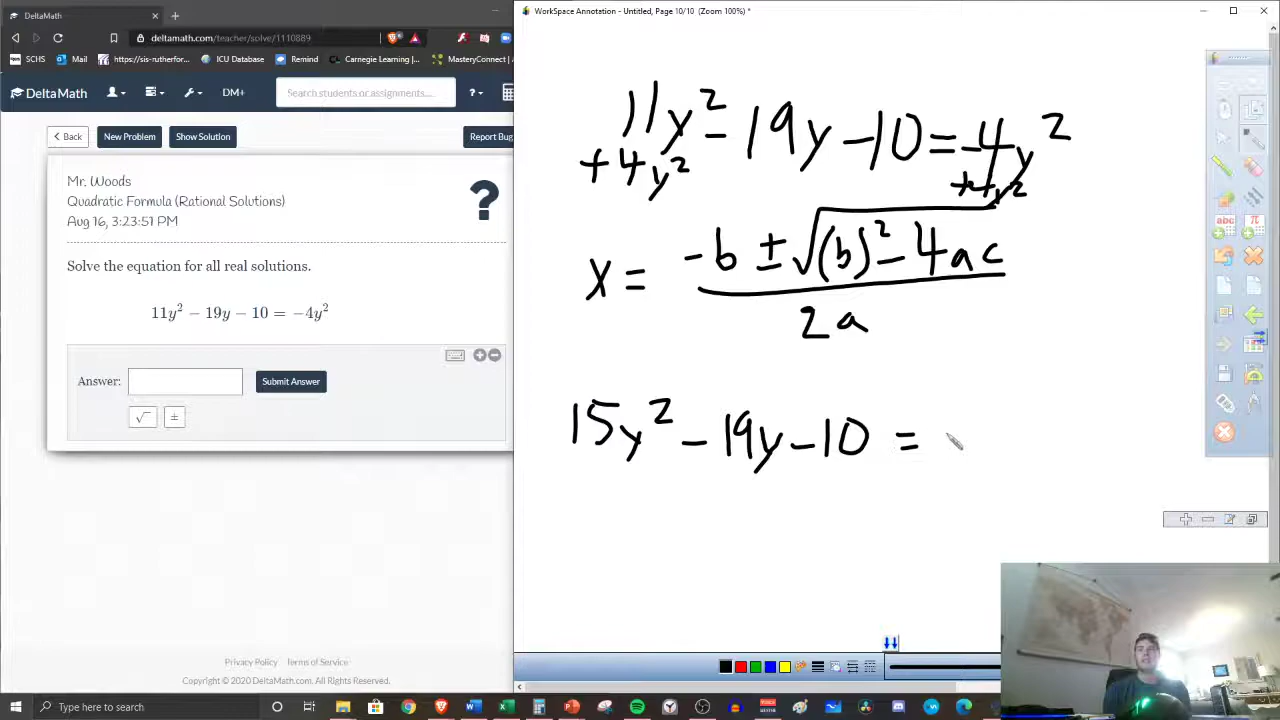 DeltaMath
WorkSpace Annotation - Untitled, Page 10/10 (Zoom 100%) *
deltamath.com/teacher/solve/1110889
SCHS
Mail
https://sis-rutherfor...
ICU Database
Remind
Carnegie Learning,...
MasteryConnect
DeltaMath
DM+
Search students or assignments...
?
Back
New Problem
Show Solution
Report Bug
Mr. Woods
Quadratic Formula (Rational Solutions)
Aug 16, 3:23:51 PM
?
Solve the equation for all real solutions.
11y² − 19y − 10 = −4y²
Answer:
Submit Answer
√
±
11y² - 19y - 10 = -4y²
+4y² +4y²
x = -b ± √(b)² - 4ac
2a
15y² - 19y - 10 =
abc
π
Privacy Policy
Terms of Service
Copyright © 2020 DeltaMath.com. All Rights Reserved.
Type here to search